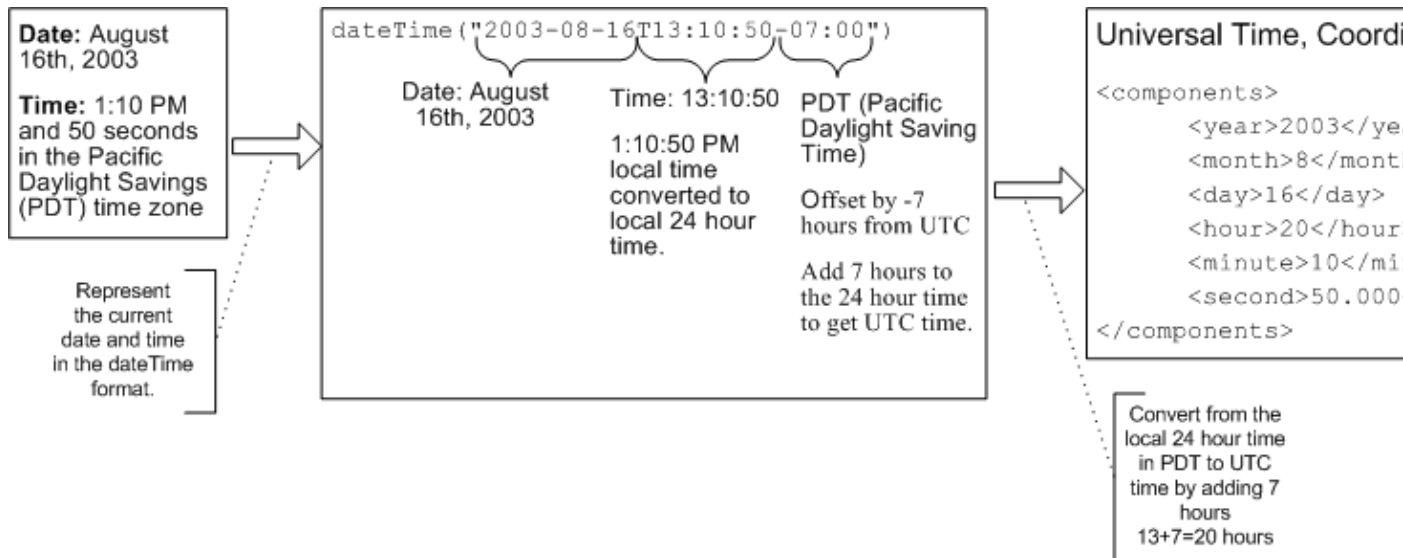 Date: August
16th, 2003
Time: 1:10 PM
and 50 seconds
in the Pacific
Daylight Savings
(PDT) time zone
Represent
the current
date and time
in the dateTime
format.
dateTime("2003-08-16T13:10:50-07:00")
Date: August
16th, 2003
Time: 13:10:50
1:10:50 PM
local time
converted to
local 24 hour
time.
PDT (Pacific
Daylight Saving
Time)
Offset by -7
hours from UTC
Add 7 hours to
the 24 hour time
to get UTC time.
Universal Time, Coordi
<components>
<year>2003</yea
<month>8</month
<day>16</day>
<hour>20</hour
<minute>10</mi
<second>50.000
</components>
Convert from the
local 24 hour time
in PDT to UTC
time by adding 7
hours
13+7=20 hours